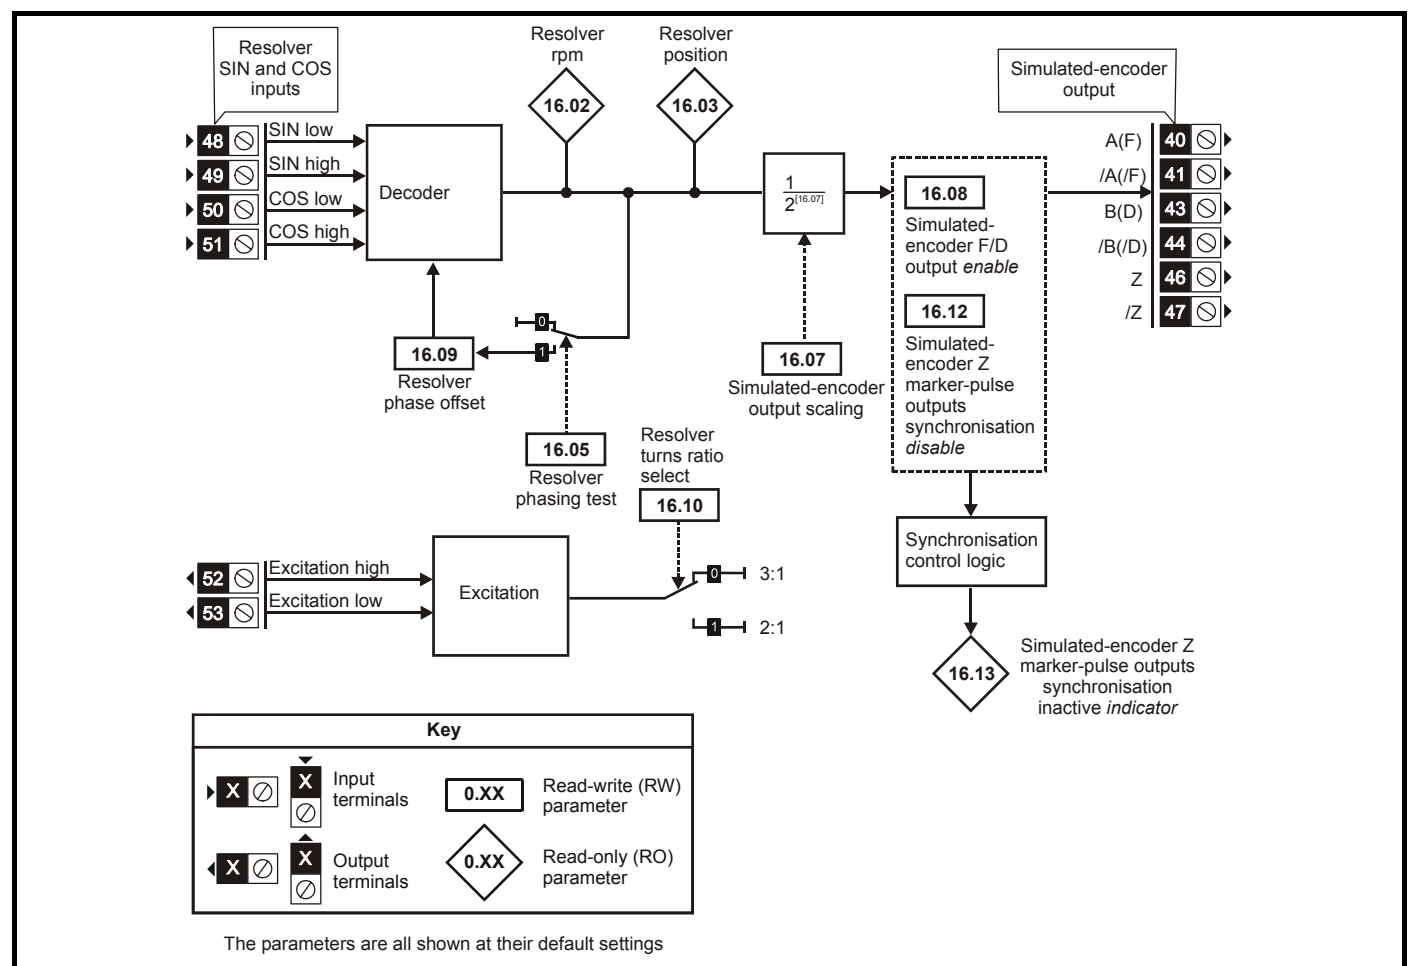 Resolver
SIN and COS
inputs
Resolver
rpm
Resolver
position
Simulated-encoder
output
16.02
16.03
48
SIN low
49
SIN high
50
COS low
51
COS high
Decoder
1
2[16.07]
16.08
Simulated-
encoder F/D
output enable
16.12
Simulated-
encoder Z
marker-pulse
outputs
synchronisation
disable
A(F)
40
/A(/F)
41
B(D)
43
/B(/D)
44
Z
46
/Z
47
0
1
16.09
Resolver
phase offset
16.07
Simulated-encoder
output scaling
16.05
Resolver
phasing test
Resolver
turns ratio
select
16.10
Synchronisation
control logic
52
Excitation high
53
Excitation low
Excitation
0
3:1
1
2:1
16.13
Simulated-encoder Z
marker-pulse outputs
synchronisation
inactive indicator
Key
X
X
Input
terminals
0.XX
Read-write (RW)
parameter
X
X
Output
terminals
0.XX
Read-only (RO)
parameter
The parameters are all shown at their default settings